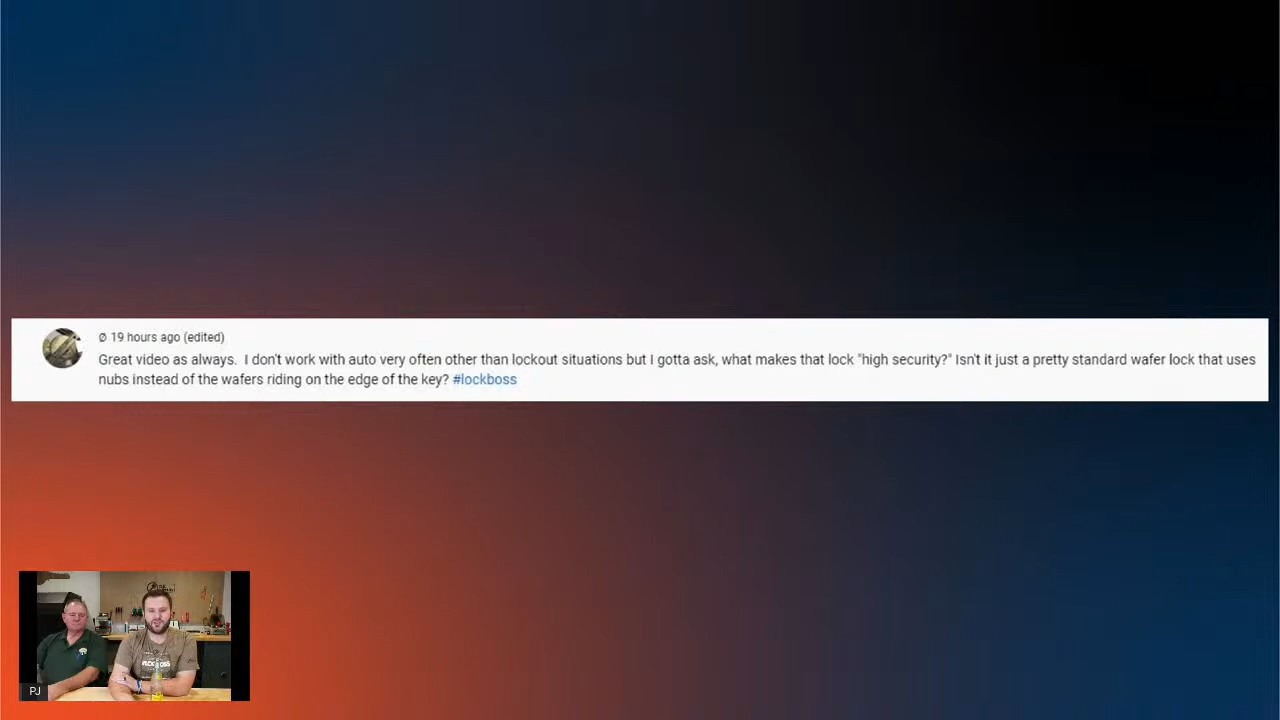 Ø 19 hours ago (edited)
Great video as always.  I don't work with auto very often other than lockout situations but I gotta ask, what makes that lock "high security?" Isn't it just a pretty standard wafer lock that uses
nubs instead of the wafers riding on the edge of the key? #lockboss
PJ